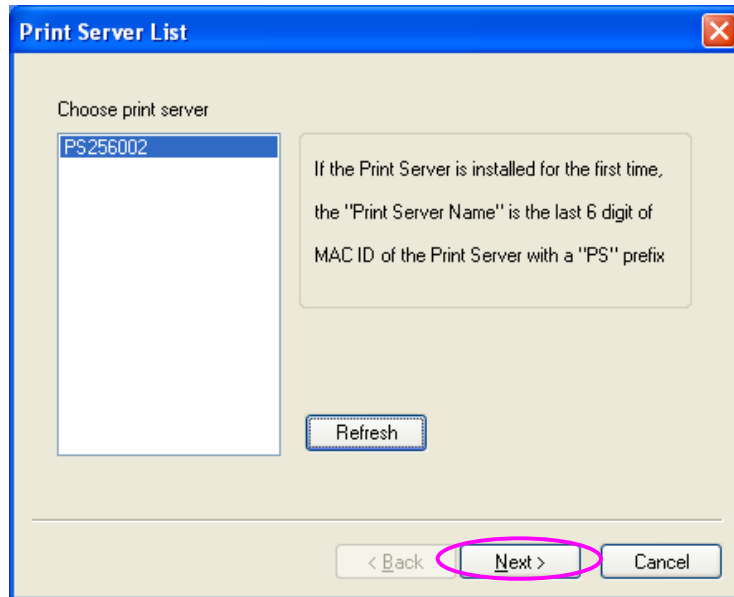 Print Server List
Choose print server
PS256002
If the Print Server is installed for the first time,
the "Print Server Name" is the last 6 digit of
MAC ID of the Print Server with a "PS" prefix
Refresh
< Back
Next >
Cancel